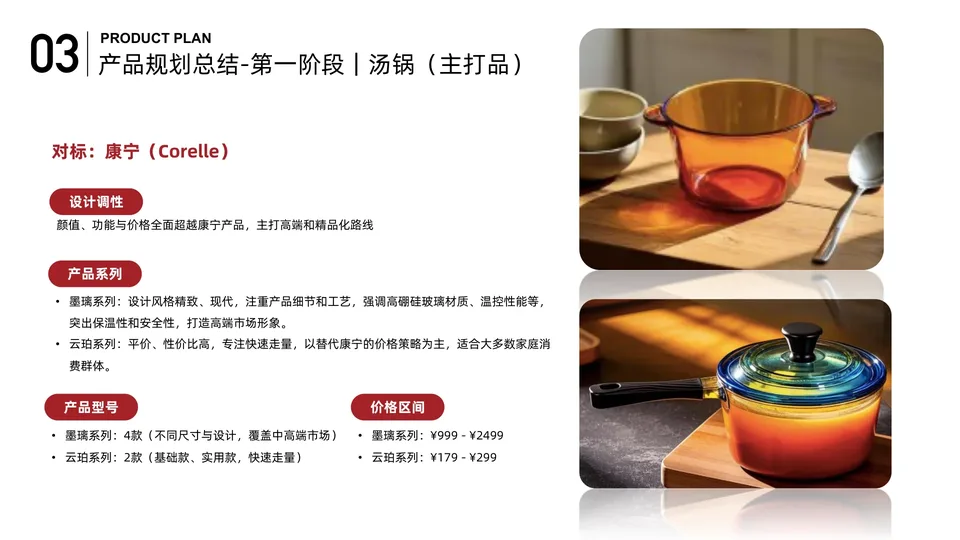 03
PRODUCT PLAN
产品规划总结-第一阶段｜汤锅（主打品）
对标：康宁（Corelle）
设计调性
颜值、功能与价格全面超越康宁产品，主打高端和精品化路线
产品系列
• 墨璃系列：设计风格精致、现代，注重产品细节和工艺，强调高硼硅玻璃材质、温控性能等，
突出保温性和安全性，打造高端市场形象。
• 云珀系列：平价、性价比高，专注快速走量，以替代康宁的价格策略为主，适合大多数家庭消
费群体。
产品型号
• 墨璃系列：4款（不同尺寸与设计，覆盖中高端市场）
• 云珀系列：2款（基础款、实用款，快速走量）
价格区间
• 墨璃系列：¥999 - ¥2499
• 云珀系列：¥179 - ¥299